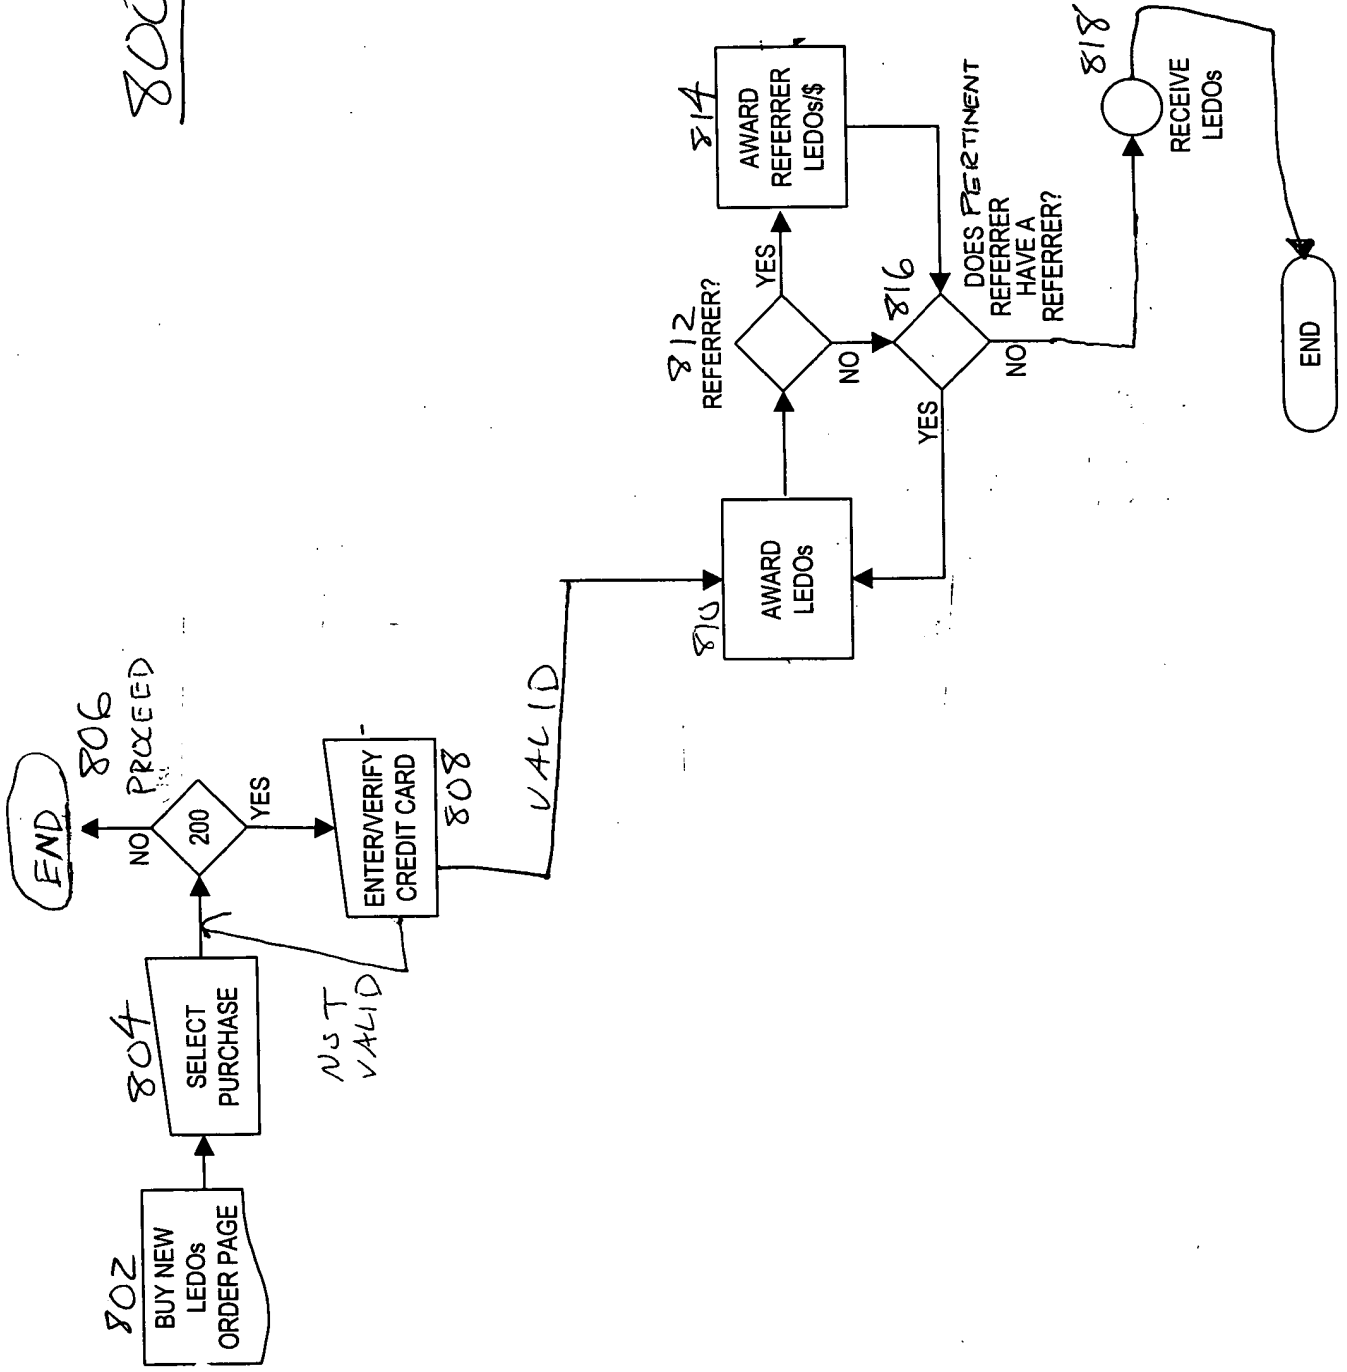 800
802
BUY NEW
LEDOs
ORDER PAGE
804
SELECT
PURCHASE
806
PROCEED
200
NO
END
YES
ENTER/VERIFY
CREDIT CARD
808
NOT
VALID
VALID
810
AWARD
LEDOs
812
REFERRER?
YES
NO
814
AWARD
REFERRER
LEDOs/$
816
DOES PERTINENT
REFERRER
HAVE A
REFERRER?
YES
NO
818
RECEIVE
LEDOs
END